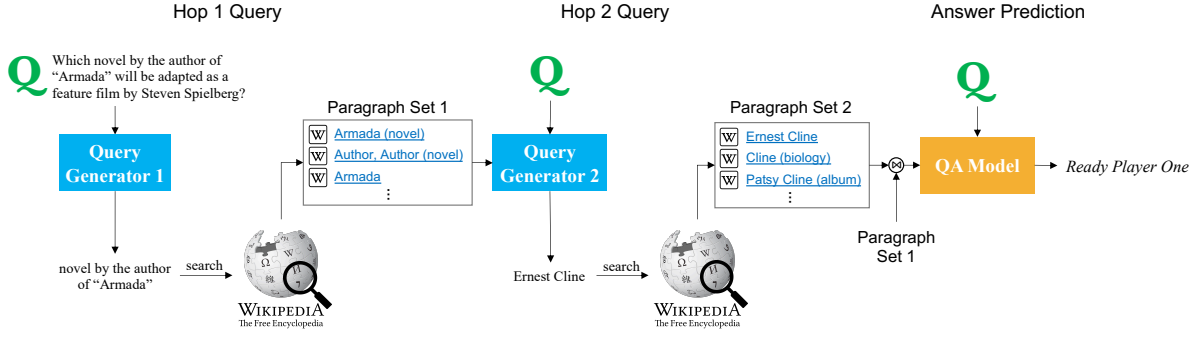 Hop 1 Query
Hop 2 Query
Answer Prediction
Q
Which novel by the author of
“Armada” will be adapted as a
feature film by Steven Spielberg?
Query
Generator 1
novel by the author
of “Armada”
search
WIKIPEDIA
The Free Encyclopedia
Paragraph Set 1
W Armada (novel)
W Author, Author (novel)
W Armada
⋮
Q
Query
Generator 2
Ernest Cline
search
WIKIPEDIA
The Free Encyclopedia
Paragraph Set 2
W Ernest Cline
W Cline (biology)
W Patsy Cline (album)
⋮
⋈
Paragraph
Set 1
Q
QA Model
Ready Player One